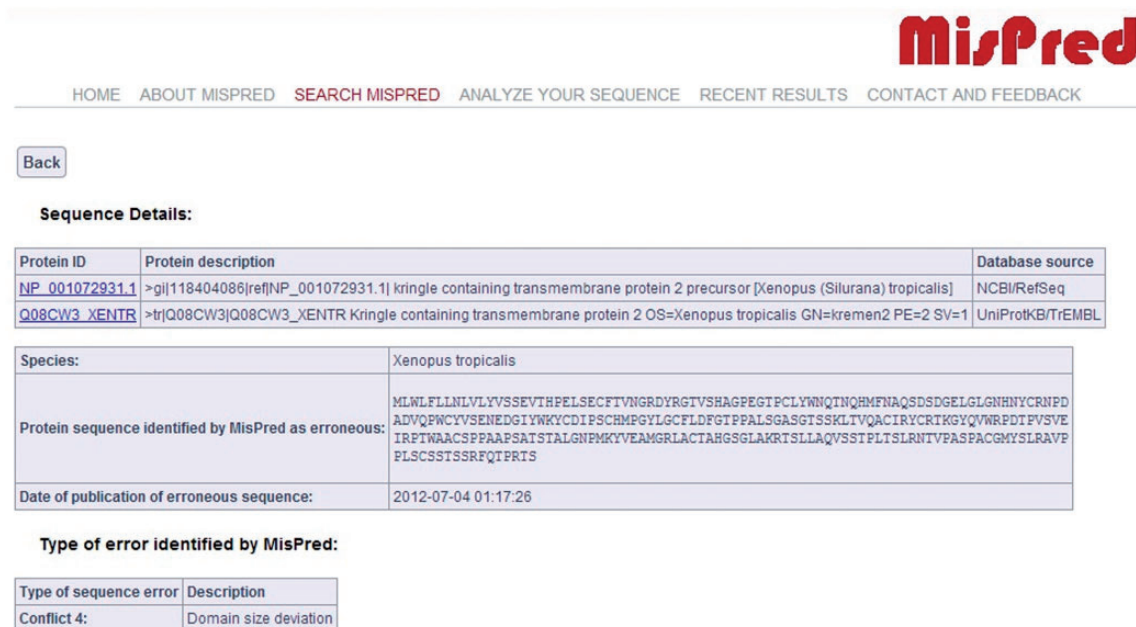 MisPred
HOME ABOUT MISPRED SEARCH MISPRED ANALYZE YOUR SEQUENCE RECENT RESULTS CONTACT AND FEEDBACK
Back
Sequence Details:
Protein ID Protein description Database source
NP_001072931.1 >gi|118404086|ref|NP_001072931.1| kringle containing transmembrane protein 2 precursor [Xenopus (Silurana) tropicalis] NCBI/RefSeq
Q08CW3_XENTR >tr|Q08CW3|Q08CW3_XENTR Kringle containing transmembrane protein 2 OS=Xenopus tropicalis GN=kremen2 PE=2 SV=1 UniProtKB/TrEMBL
Species: Xenopus tropicalis
Protein sequence identified by MisPred as erroneous:
MLWLFLLNLVLYVSSEVTHPELSECFTVNGRDYRGTVSHAGPEGTPCLYWNQTNQHMFNAQSDSDGELGLGNHNYCRNPD
ADVQPWCYVSENEDGIYWKYCDIPSCHMPGYLGCFLDFGTPPALSGASGTSSKLTVQACIRYCRTKGYQVWRPDTPVSVE
IRPTWAACSPPAAPSATSTALGNPMKYVEAMGRLACTAHGSGLAKRTSLLAQVSSTPLTSLRNTVPASPACGMYSLRAVP
PLSCSSTSSRFQTPRTS
Date of publication of erroneous sequence: 2012-07-04 01:17:26
Type of error identified by MisPred:
Type of sequence error Description
Conflict 4: Domain size deviation